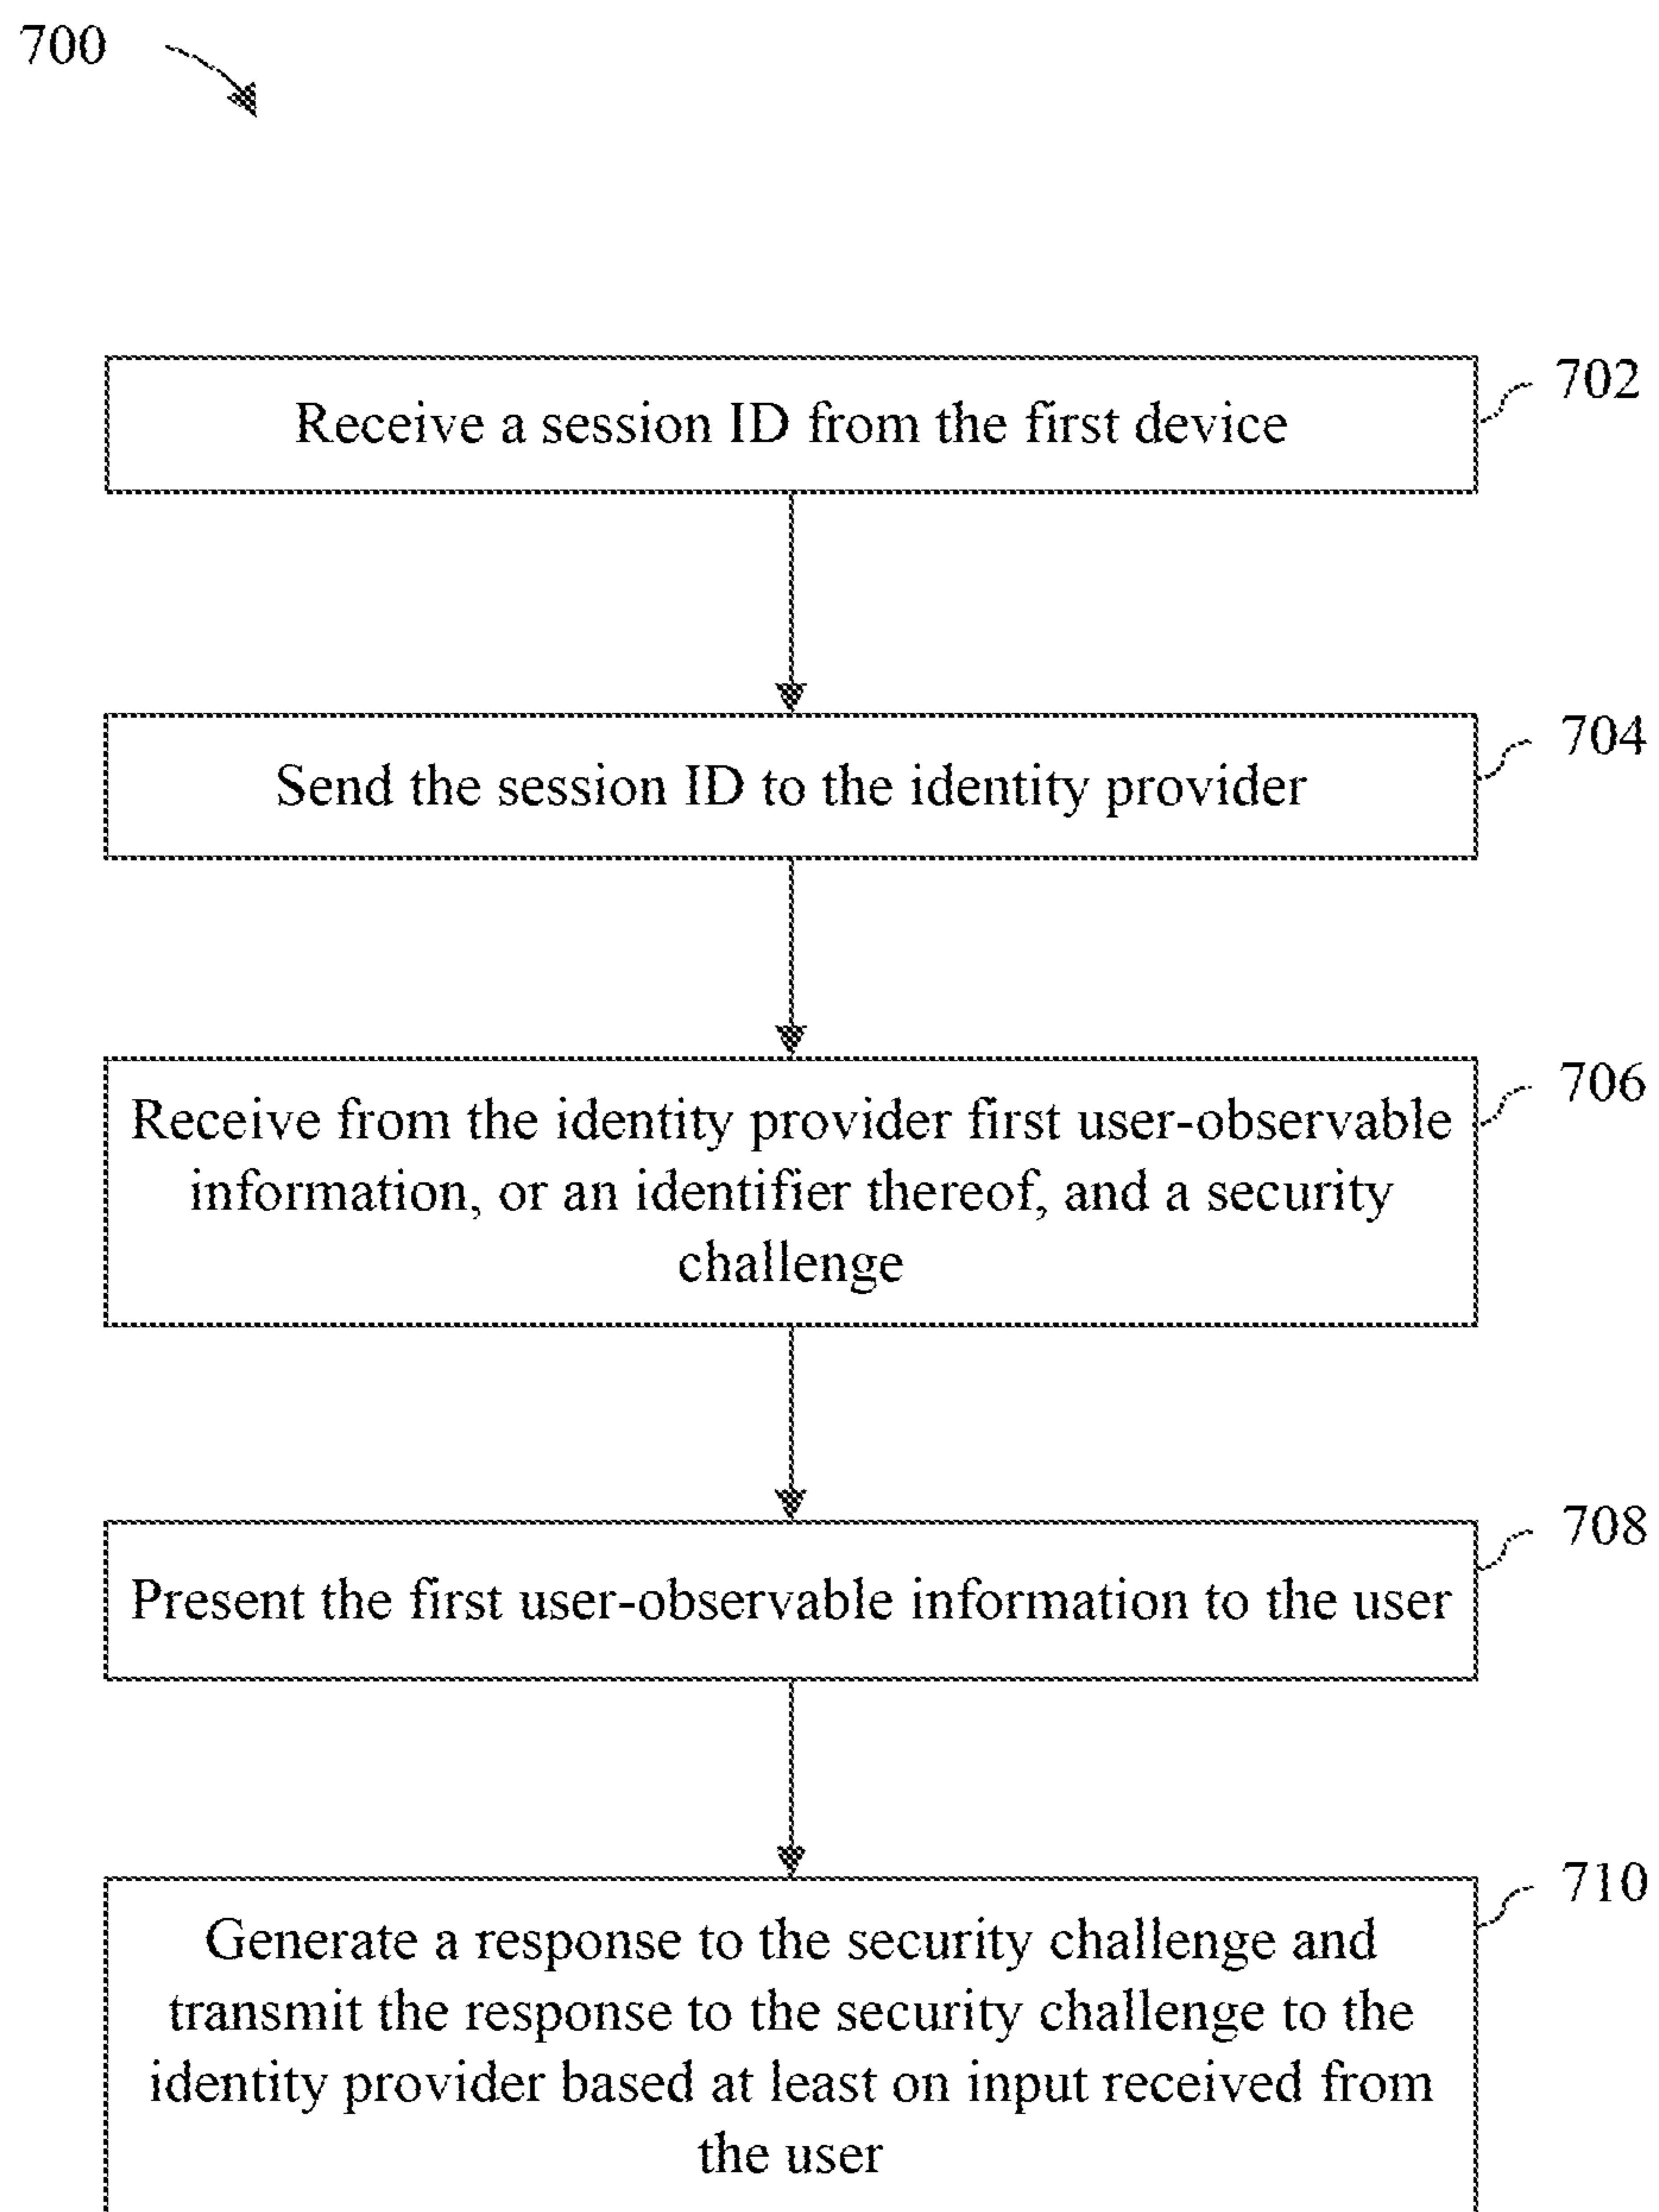 700
Receive a session ID from the first device
702
Send the session ID to the identity provider
704
Receive from the identity provider first user-observable
information, or an identifier thereof, and a security
challenge
706
Present the first user-observable information to the user
708
Generate a response to the security challenge and
transmit the response to the security challenge to the
identity provider based at least on input received from
the user
710